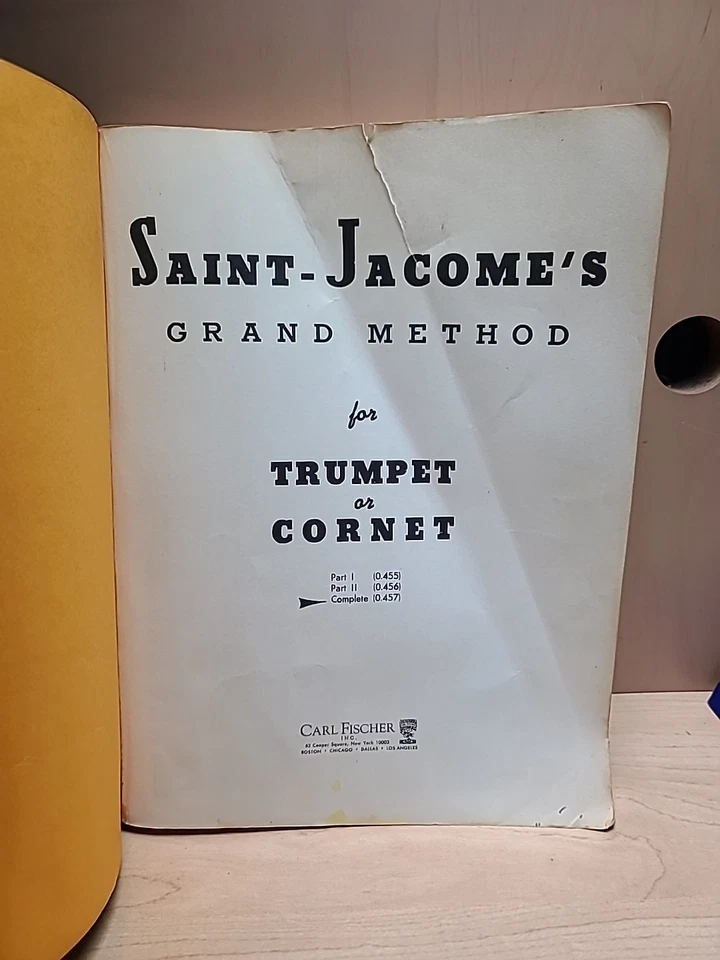 SAINT-JACOME'S
GRAND METHOD
for
TRUMPET
or
CORNET
Part I (0.455)
Part II (0.456)
Complete (0.457)
CARL FISCHER
INC.
62 Cooper Square, New York 10003
BOSTON • CHICAGO • DALLAS • LOS ANGELES